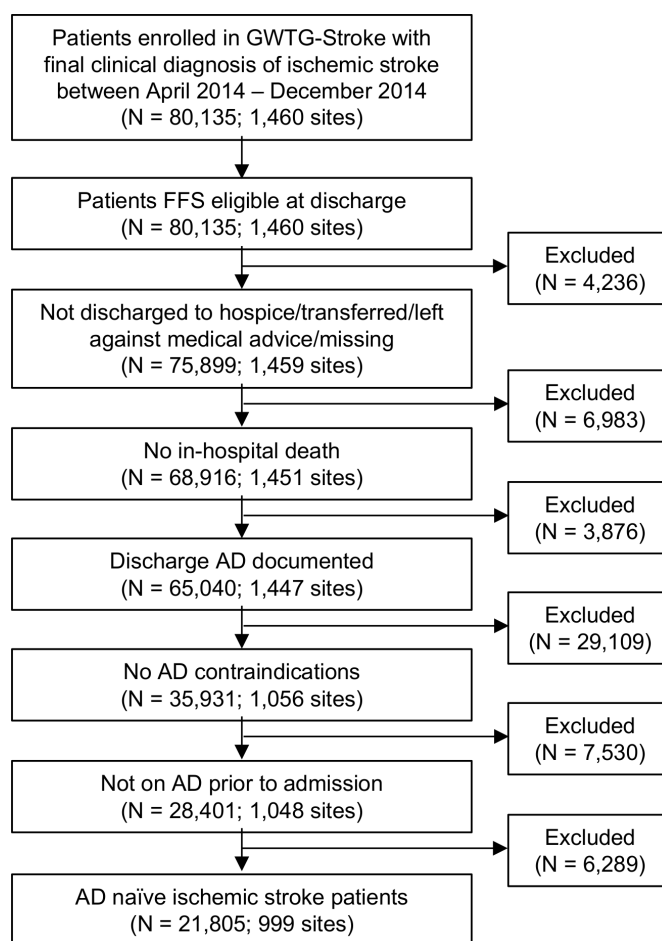 Patients enrolled in GWTG-Stroke with
final clinical diagnosis of ischemic stroke
between April 2014 – December 2014
(N = 80,135; 1,460 sites)
Patients FFS eligible at discharge
(N = 80,135; 1,460 sites)
Excluded
(N = 4,236)
Not discharged to hospice/transferred/left
against medical advice/missing
(N = 75,899; 1,459 sites)
Excluded
(N = 6,983)
No in-hospital death
(N = 68,916; 1,451 sites)
Excluded
(N = 3,876)
Discharge AD documented
(N = 65,040; 1,447 sites)
Excluded
(N = 29,109)
No AD contraindications
(N = 35,931; 1,056 sites)
Excluded
(N = 7,530)
Not on AD prior to admission
(N = 28,401; 1,048 sites)
Excluded
(N = 6,289)
AD naïve ischemic stroke patients
(N = 21,805; 999 sites)